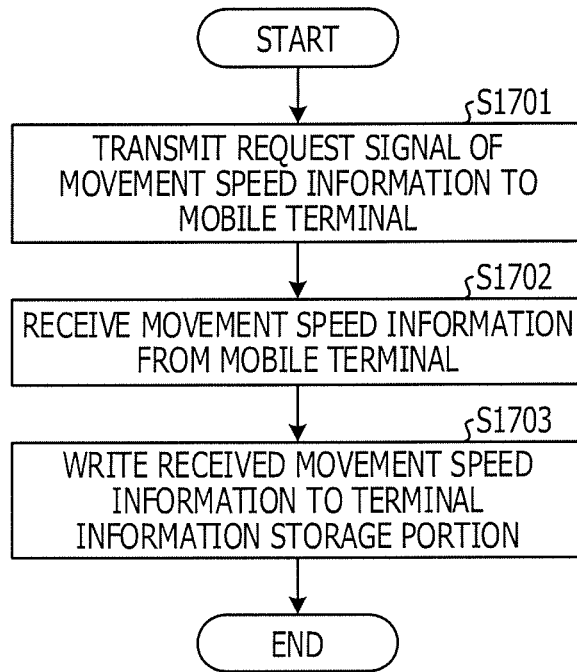 START
S1701
TRANSMIT REQUEST SIGNAL OF
MOVEMENT SPEED INFORMATION TO
MOBILE TERMINAL
S1702
RECEIVE MOVEMENT SPEED INFORMATION
FROM MOBILE TERMINAL
S1703
WRITE RECEIVED MOVEMENT SPEED
INFORMATION TO TERMINAL
INFORMATION STORAGE PORTION
END